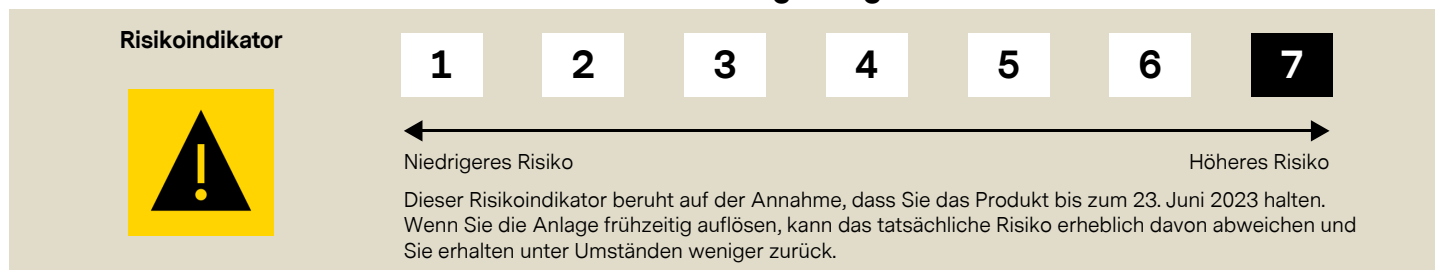 Risikoindikator
1 2 3 4 5 6 7
Niedrigeres Risiko
Höheres Risiko
Dieser Risikoindikator beruht auf der Annahme, dass Sie das Produkt bis zum 23. Juni 2023 halten.
Wenn Sie die Anlage frühzeitig auflösen, kann das tatsächliche Risiko erheblich davon abweichen und
Sie erhalten unter Umständen weniger zurück.